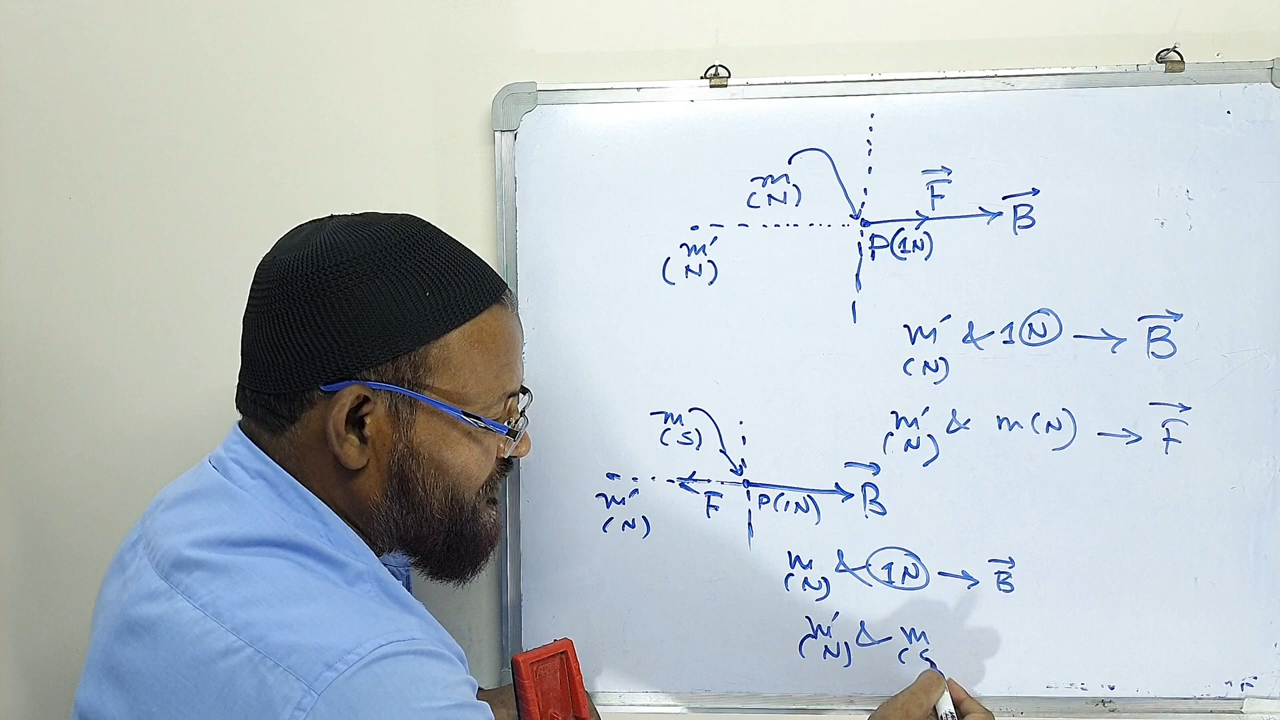 m
(N)
F
B
m'
(N)
P(1N)
m' & 1N → B
(N)
m' & m(N) → F
(N)
m
(S)
m'
(N)
F
P(1N)
B
m & 1N → B
(N)
m' & m
(N) (S